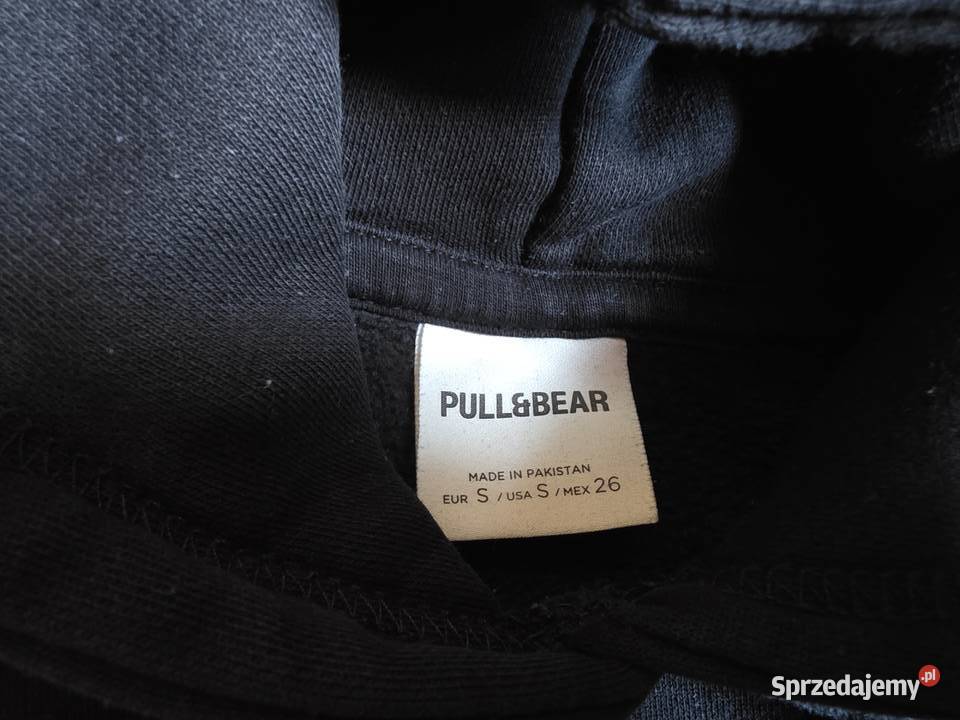 PULL&BEAR
MADE IN PAKISTAN
EUR S / USA S / MEX 26
Sprzedajemy.pl